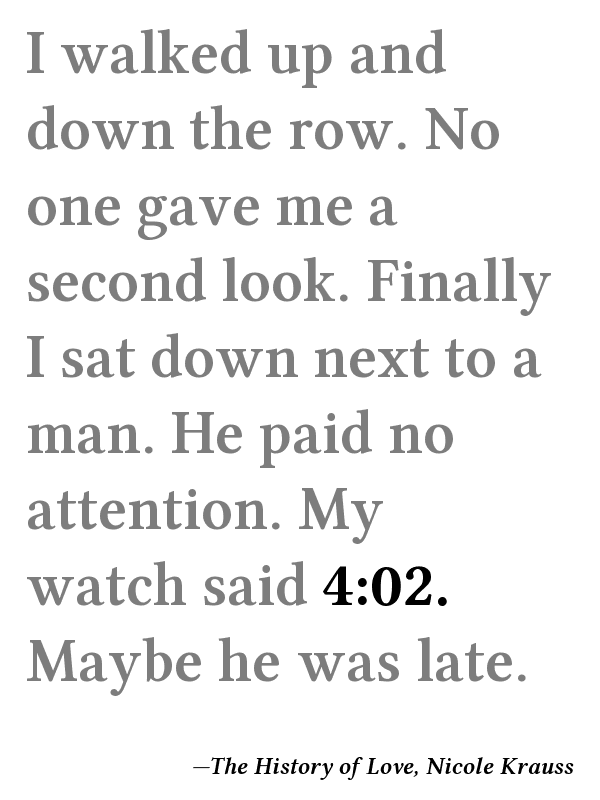 I walked up and
down the row. No
one gave me a
second look. Finally
I sat down next to a
man. He paid no
attention. My
watch said 4:02.
Maybe he was late.
—The History of Love, Nicole Krauss